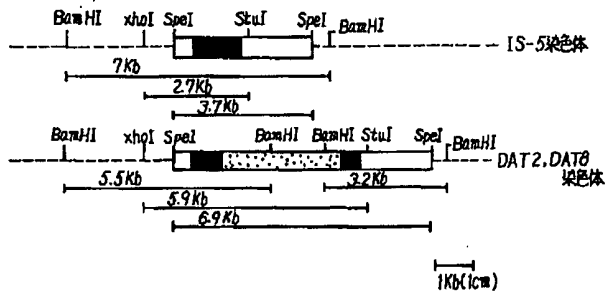 BamHI xhoI SpeI StuI SpeI BamHI
IS-5染色体
7Kb
2.7Kb
3.7Kb
BamHI xhoI SpeI BamHI BamHI StuI SpeI BamHI
DAT2,DAT8
染色体
5.5Kb 3.2Kb
5.9Kb
6.9Kb
1Kb(1cm)